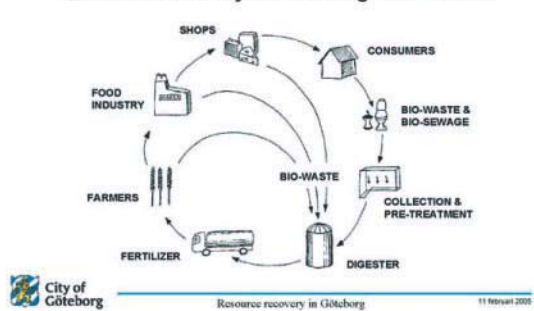 SHOPS
CONSUMERS
FOOD
INDUSTRY
BIO-WASTE &
BIO-SEWAGE
BIO-WASTE
FARMERS
COLLECTION &
PRE-TREATMENT
FERTILIZER
DIGESTER
City of
Göteborg
Resource recovery in Göteborg
11 februari 2005